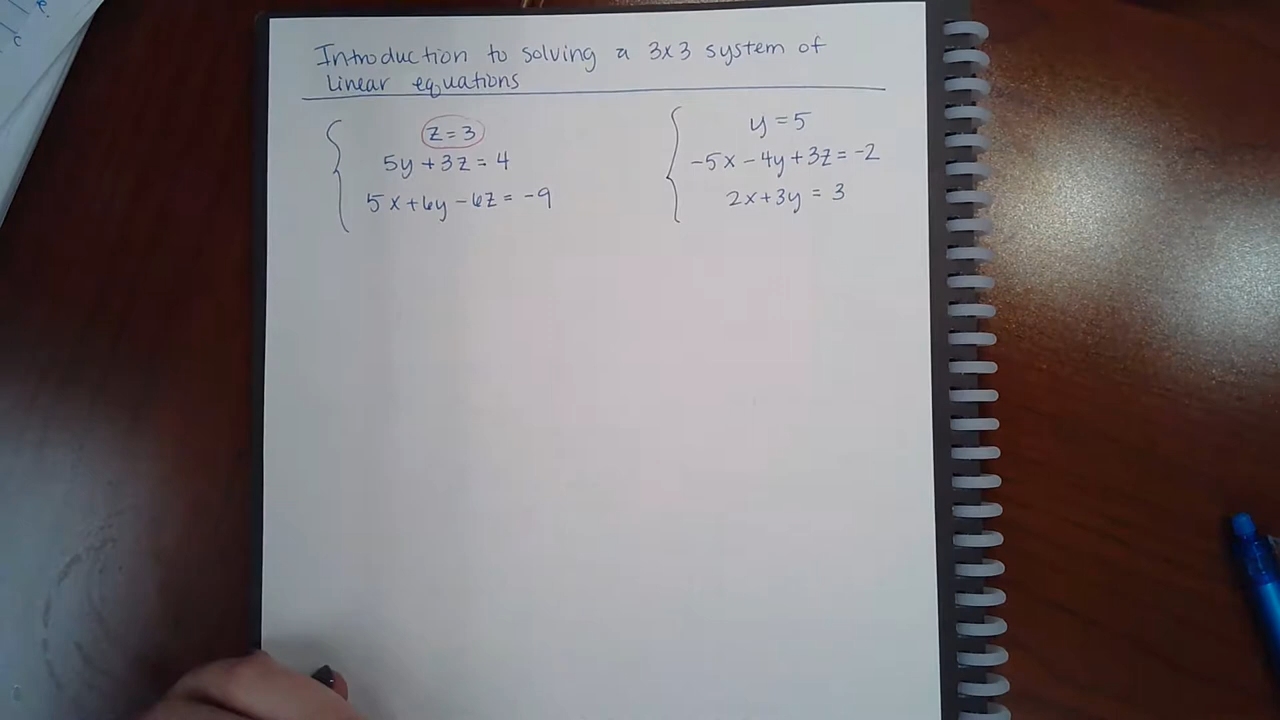 Introduction to solving a 3x3 system of
linear equations
z = 3
5y + 3z = 4
5x + 6y - 6z = -9
y = 5
-5x - 4y + 3z = -2
2x + 3y = 3
R
C